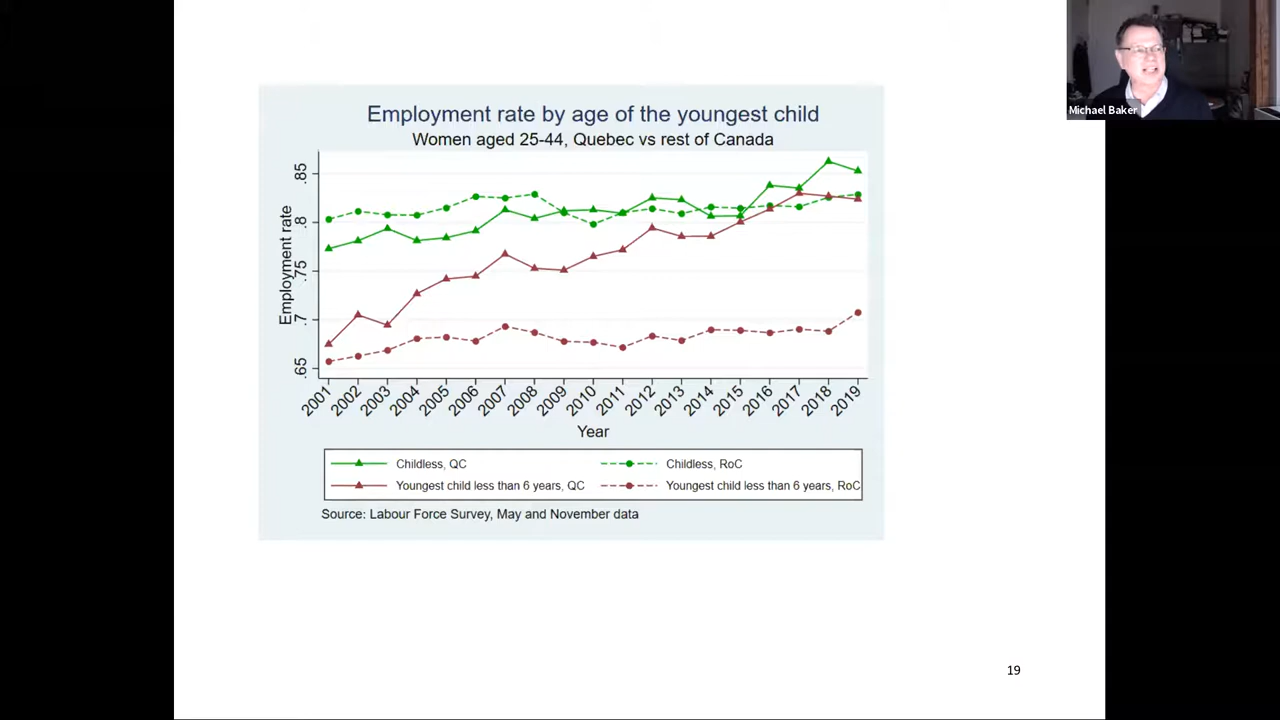 Michael Baker
Employment rate by age of the youngest child
Women aged 25-44, Quebec vs rest of Canada
Employment rate
.85
.8
.75
.7
.65
2001 2002 2003 2004 2005 2006 2007 2008 2009 2010 2011 2012 2013 2014 2015 2016 2017 2018 2019
Year
Childless, QC
Childless, RoC
Youngest child less than 6 years, QC
Youngest child less than 6 years, RoC
Source: Labour Force Survey, May and November data
19